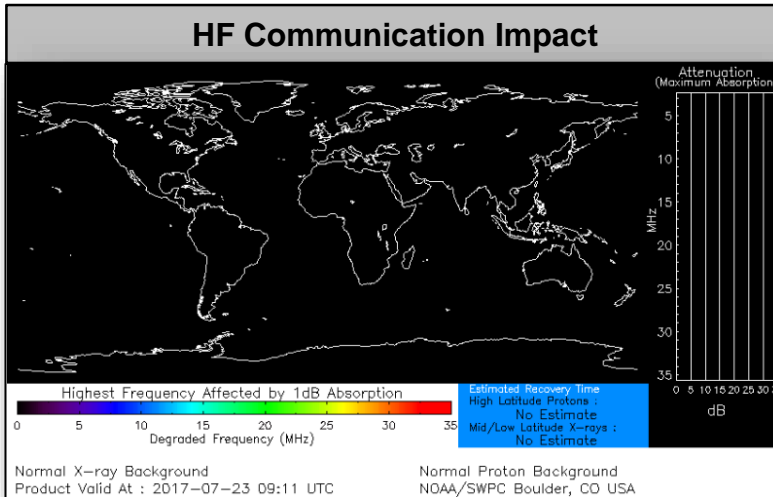 HF Communication Impact
Attenuation
(Maximum Absorption
5
10
15
20
25
30
35
MHz
0 5 10 15 20 25 30
dB
Highest Frequency Affected by 1dB Absorption
0 5 10 15 20 25 30 35
Degraded Frequency (MHz)
Estimated Recovery Time
High Latitude Protons :
No Estimate
Mid/Low Latitude X-rays :
No Estimate
Normal X-ray Background
Normal Proton Background
Product Valid At : 2017-07-23 09:11 UTC
NOAA/SWPC Boulder, CO USA